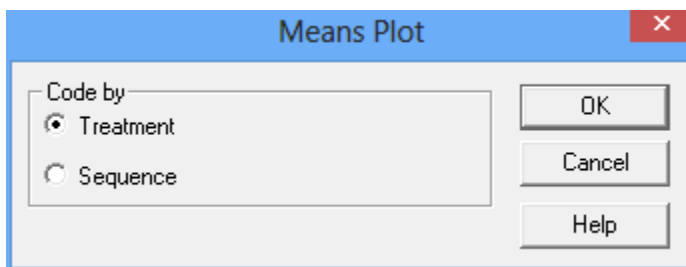 Means Plot
Code by
Treatment
Sequence
OK
Cancel
Help